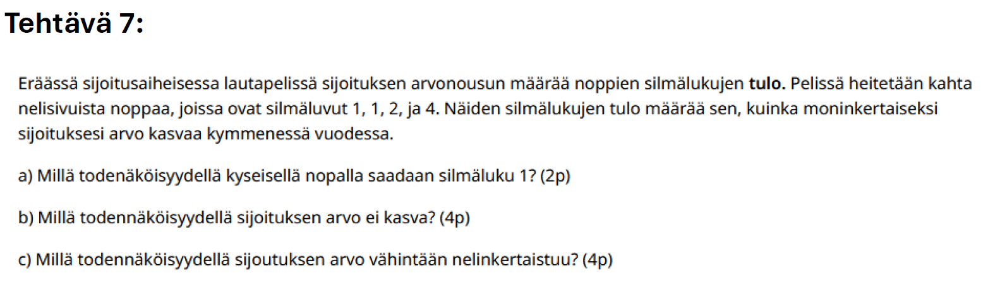 Tehtävä 7:
Eräässä sijoitusaiheisessa lautapelissä sijoituksen arvonousun määrää noppien silmälukujen tulo. Pelissä heitetään kahta
nelisivuista noppaa, joissa ovat silmäluvut 1, 1, 2, ja 4. Näiden silmälukujen tulo määrää sen, kuinka moninkertaiseksi
sijoituksesi arvo kasvaa kymmenessä vuodessa.
a) Millä todenäköisyydellä kyseisellä nopalla saadaan silmäluku 1? (2p)
b) Millä todennäköisyydellä sijoituksen arvo ei kasva? (4p)
c) Millä todennäköisyydellä sijoutuksen arvo vähintään nelinkertaistuu? (4p)